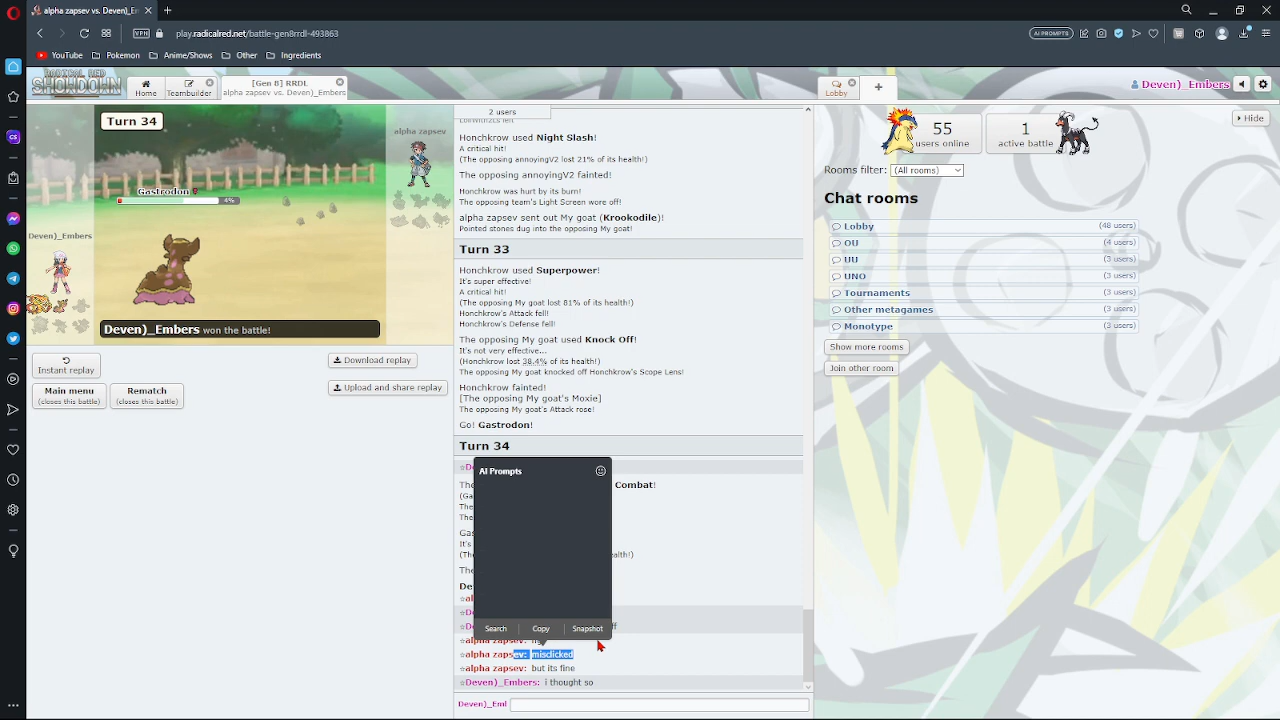 alpha zapsev vs. Deven)_Embers
VPN
play.radicalred.net/battle-gen8rrdl-493863
AI PROMPTS
YouTube
Pokemon
Anime/Shows
Other
Ingredients
RADICAL RED
SHOWDOWN
Home
Teambuilder
[Gen 8] RRDL
alpha zapsev vs. Deven)_Embers
Lobby
Deven)_Embers
Turn 34
alpha zapsev
Gastrodon
4%
Deven)_Embers
Deven)_Embers won the battle!
Instant replay
Download replay
Upload and share replay
Main menu
(closes this battle)
Rematch
(closes this battle)
2 users
Honchkrow used Night Slash!
A critical hit!
(The opposing annoyingV2 lost 21% of its health!)
The opposing annoyingV2 fainted!
Honchkrow was hurt by its burn!
The opposing team's Light Screen wore off!
alpha zapsev sent out My goat (Krookodile)!
Pointed stones dug into the opposing My goat!
Turn 33
Honchkrow used Superpower!
It's super effective!
A critical hit!
(The opposing My goat lost 81% of its health!)
Honchkrow's Attack fell!
Honchkrow's Defense fell!
The opposing My goat used Knock Off!
It's not very effective...
(Honchkrow lost 38.4% of its health!)
The opposing My goat knocked off Honchkrow's Scope Lens!
Honchkrow fainted!
[The opposing My goat's Moxie]
The opposing My goat's Attack rose!
Go! Gastrodon!
Turn 34
Combat!
AI Prompts
Search
Copy
Snapshot
alpha zapsev: misclicked
☆alpha zapsev: but its fine
☆Deven)_Embers: i thought so
55
users online
1
active battle
Hide
Rooms filter: (All rooms)
Chat rooms
Lobby (48 users)
OU (4 users)
UU (3 users)
UNO (3 users)
Tournaments (3 users)
Other metagames (3 users)
Monotype (3 users)
Show more rooms
Join other room